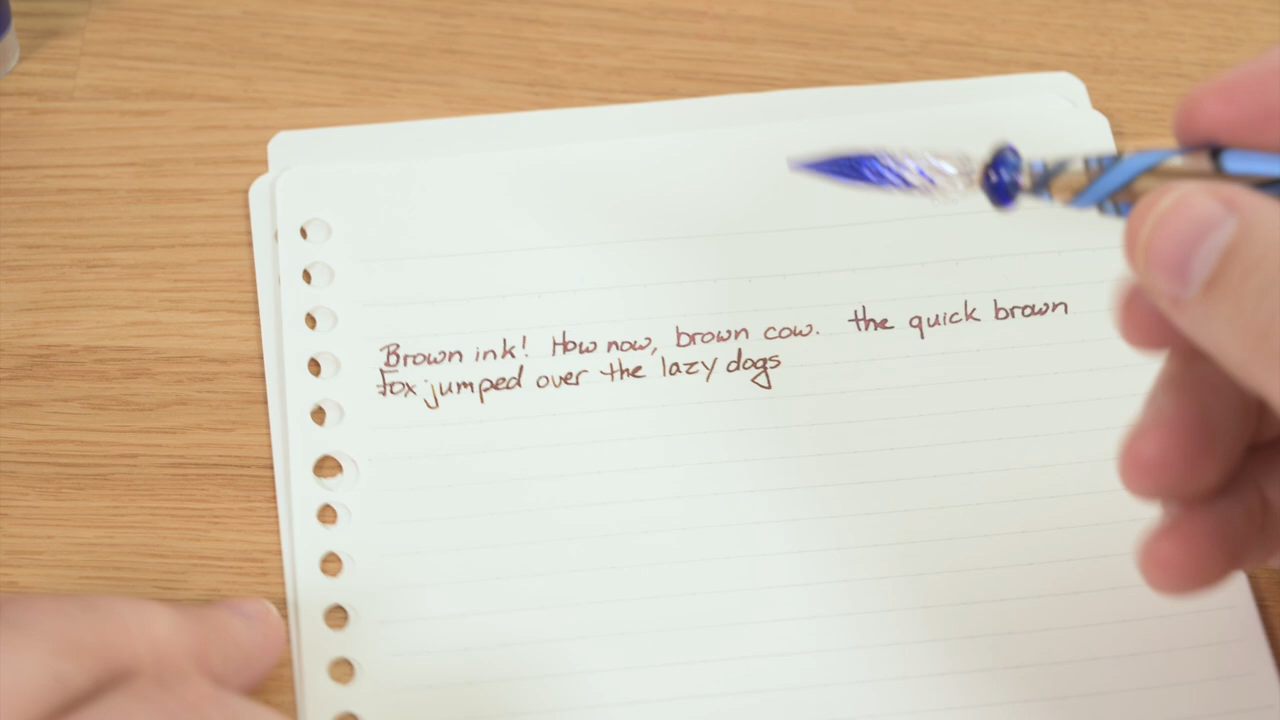 Brown ink! How now, brown cow. the quick brown
fox jumped over the lazy dogs